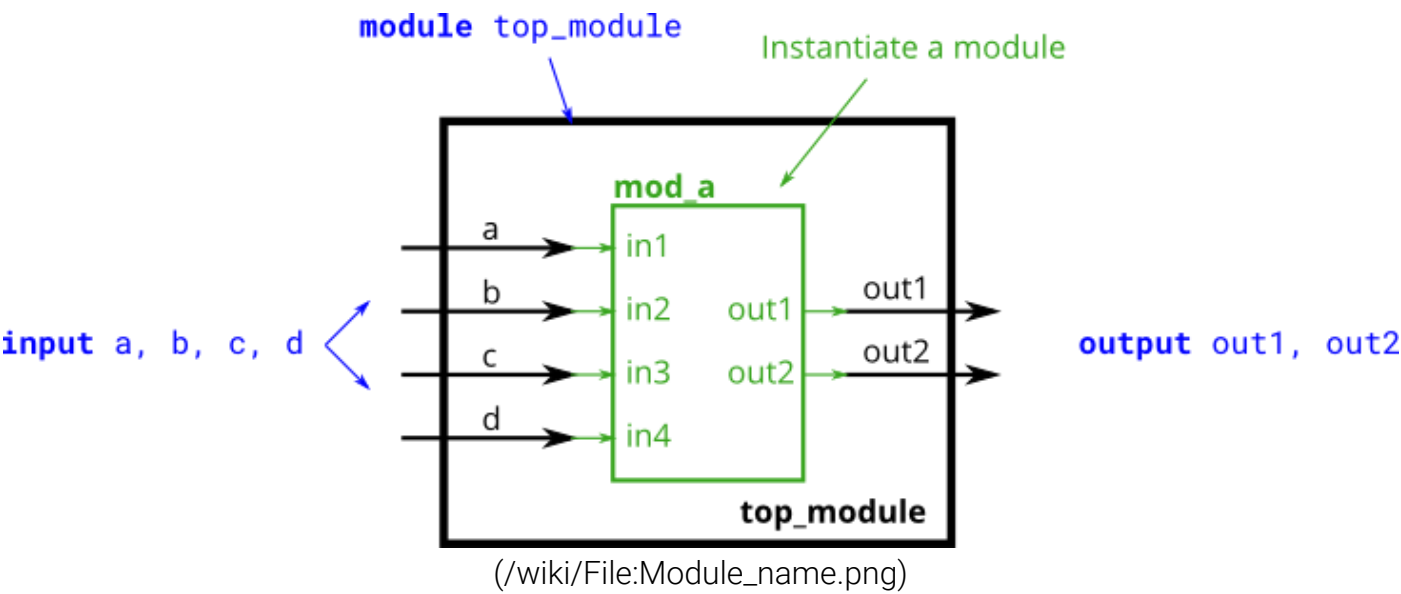 module top_module
Instantiate a module
mod_a
a
in1
b
in2
out1
out1
input a, b, c, d
output out1, out2
c
in3
out2
out2
d
in4
top_module
(/wiki/File:Module_name.png)